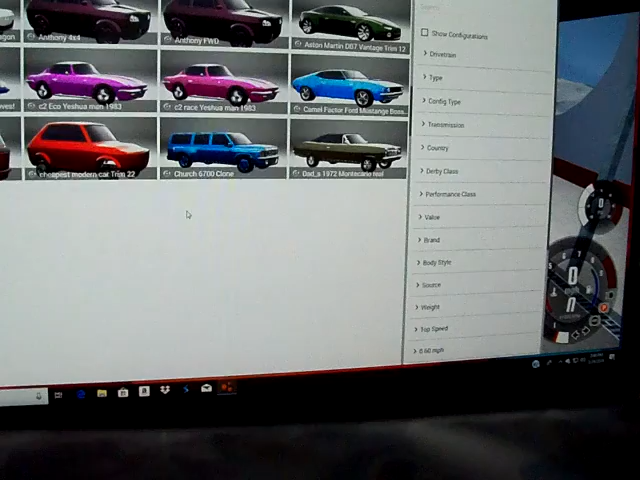 Anthony 4x4
Anthony FWD
Aston Martin DB7 Vantage Trim 12
c2 Eco Yeshua man 1983
c2 race Yeshua man 1983
Camel Factor Ford Mustange Boss
cheapest modern car Trim 22
Church 6700 Clone
Dad_s 1972 Montecarlo feel
Show Configurations
Drivetrain
Type
Config Type
Transmission
Country
Derby Class
Performance Class
Value
Brand
Body Style
Source
Weight
Top Speed
0-60 mph
0
0
n